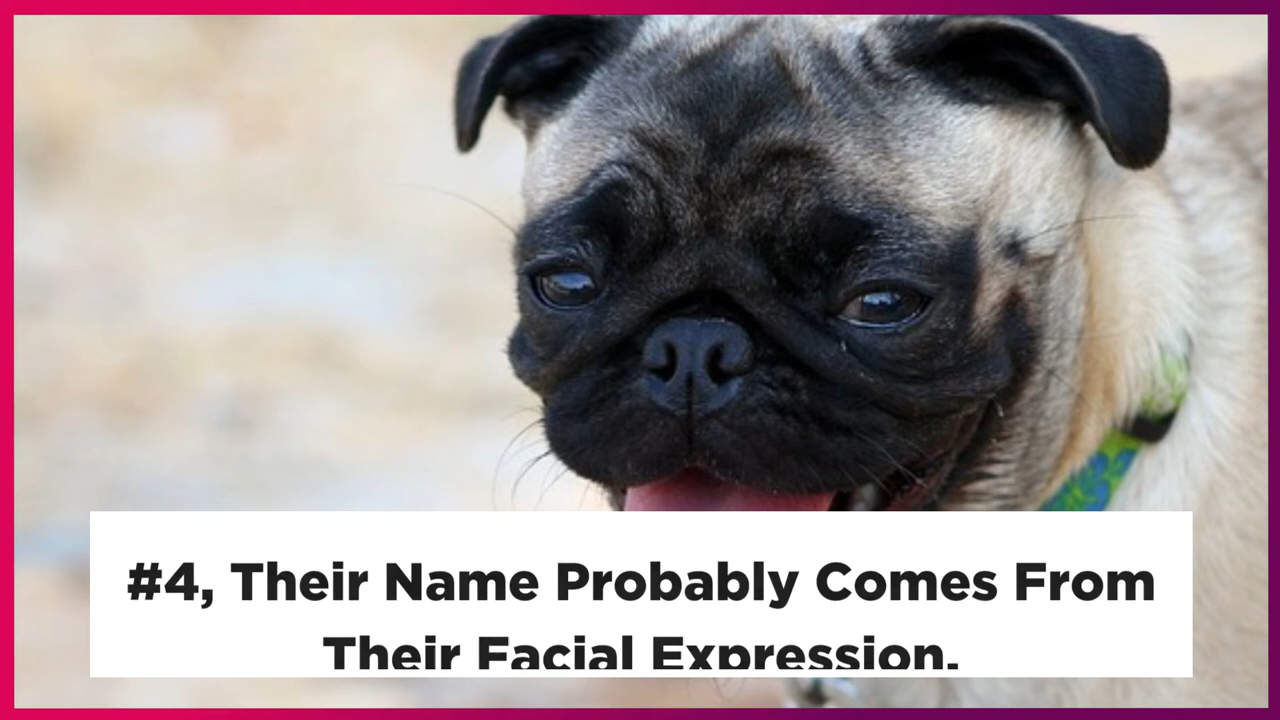 #4, Their Name Probably Comes From
Their Facial Expression.